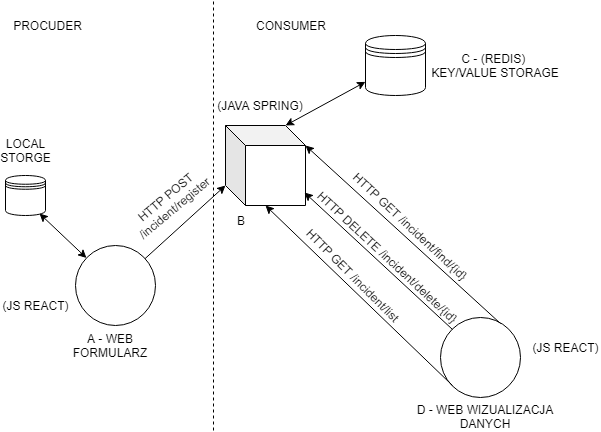 PROCUDER
CONSUMER
C - (REDIS)
KEY/VALUE STORAGE
(JAVA SPRING)
LOCAL
STORGE
HTTP POST
/incident/register
B
HTTP GET /incident/find/{id}
HTTP DELETE /incident/delete/{id}
HTTP GET /incident/list
(JS REACT)
A - WEB
FORMULARZ
(JS REACT)
D - WEB WIZUALIZACJA
DANYCH